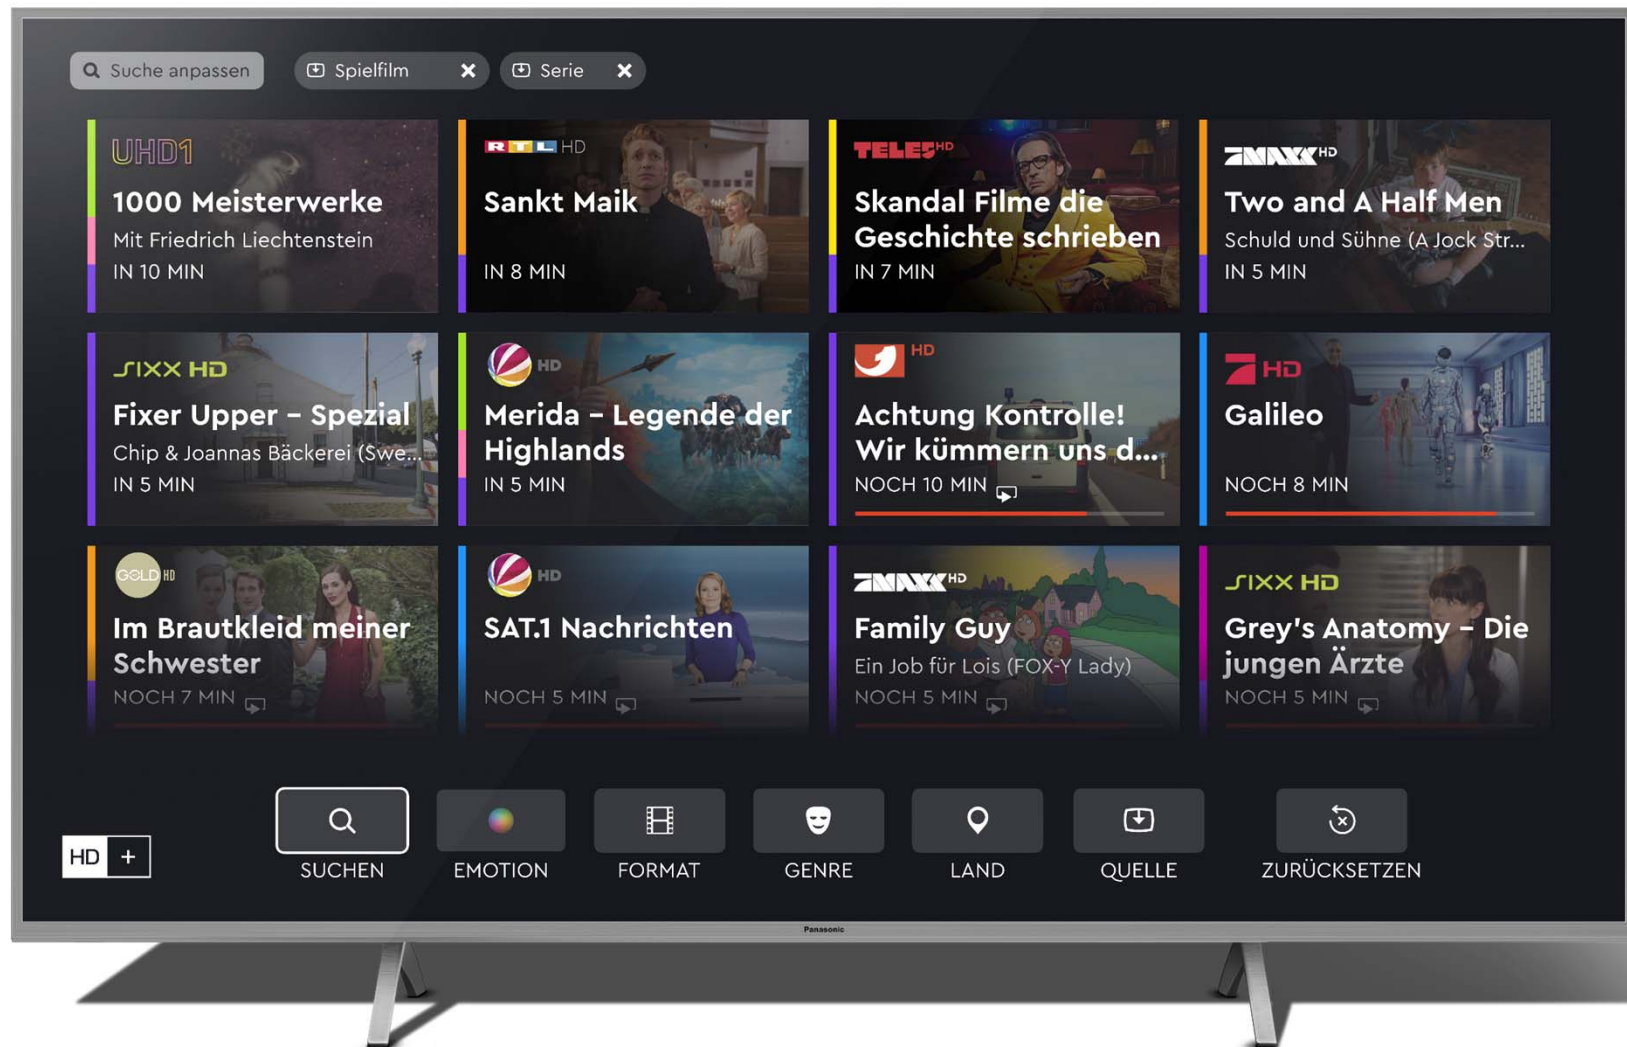 Suche anpassen
Spielfilm
Serie
UHD1
1000 Meisterwerke
Mit Friedrich Liechtenstein
IN 10 MIN
RTL HD
Sankt Maik
IN 8 MIN
TELE5 HD
Skandal Filme die
Geschichte schrieben
IN 7 MIN
7MAXX HD
Two and A Half Men
Schuld und Sühne (A Jock Str...
IN 5 MIN
SIXX HD
Fixer Upper – Spezial
Chip & Joannas Bäckerei (Swe...
IN 5 MIN
HD
Merida – Legende der
Highlands
IN 5 MIN
HD
Achtung Kontrolle!
Wir kümmern uns d...
NOCH 10 MIN
HD
Galileo
NOCH 8 MIN
GOLD HD
Im Brautkleid meiner
Schwester
NOCH 7 MIN
HD
SAT.1 Nachrichten
NOCH 5 MIN
7MAXX HD
Family Guy
Ein Job für Lois (FOX-Y Lady)
NOCH 5 MIN
SIXX HD
Grey's Anatomy – Die
jungen Ärzte
NOCH 5 MIN
HD +
SUCHEN
EMOTION
FORMAT
GENRE
LAND
QUELLE
ZURÜCKSETZEN
Panasonic